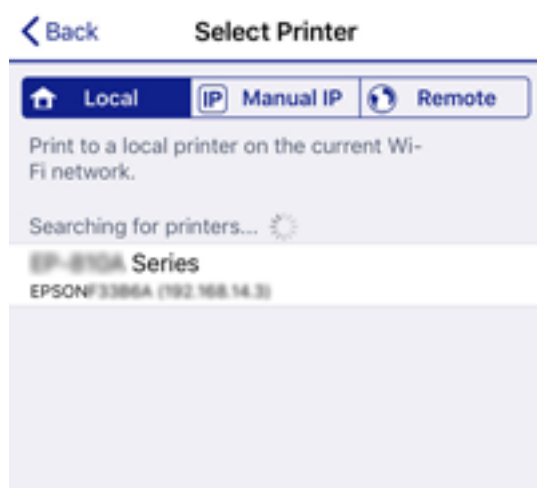 Back Select Printer
Local IP Manual IP Remote
Print to a local printer on the current Wi-
Fi network.
Searching for printers...
Series
EPSON